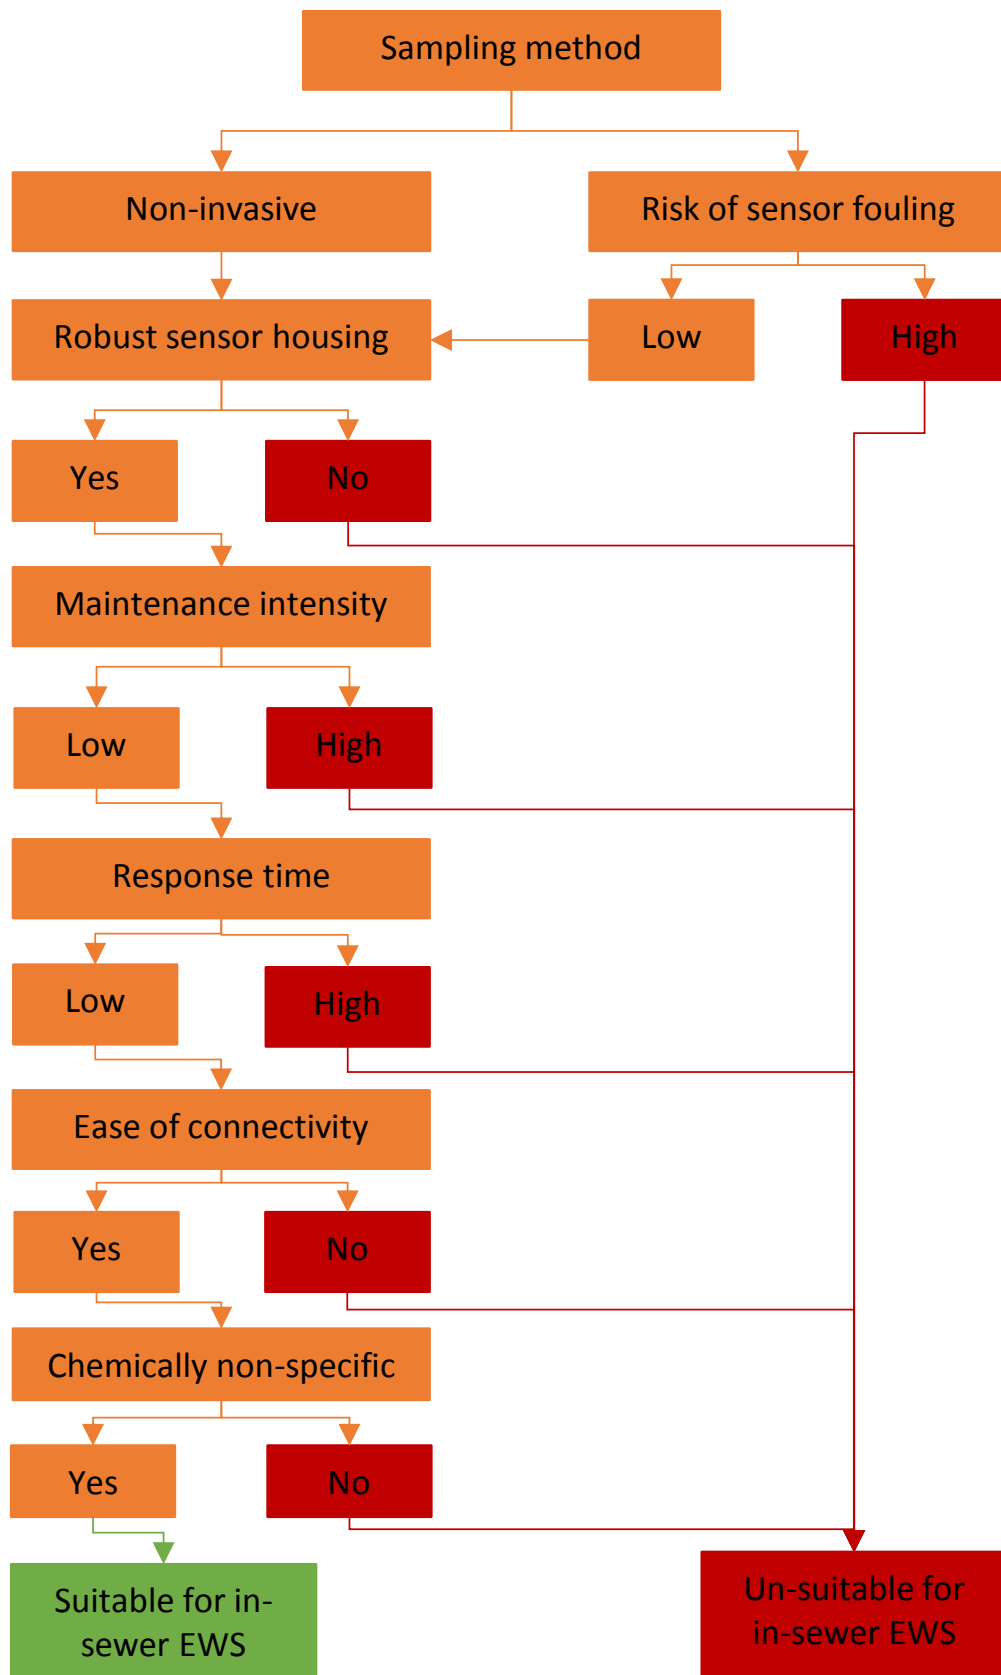 Sampling method
Non-invasive
Risk of sensor fouling
Robust sensor housing
Low
High
Yes
No
Maintenance intensity
Low
High
Response time
Low
High
Ease of connectivity
Yes
No
Chemically non-specific
Yes
No
Suitable for in-
sewer EWS
Un-suitable for
in-sewer EWS